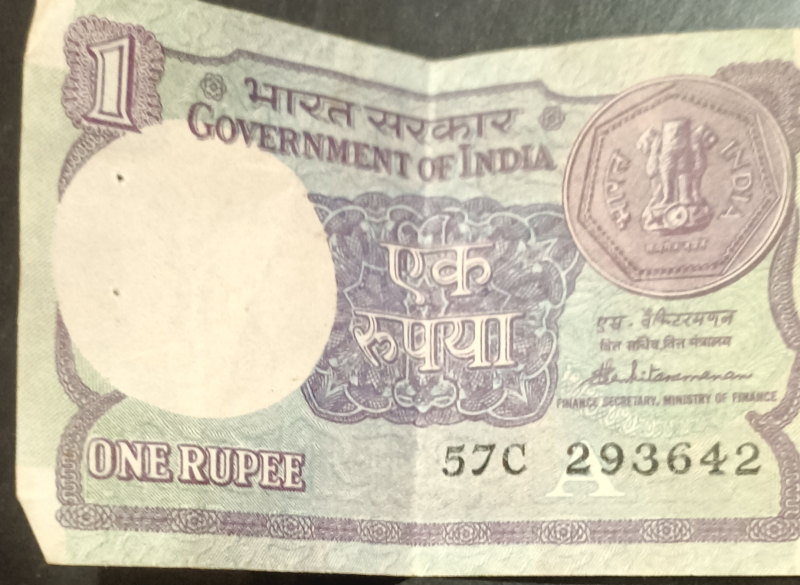 1
भारत सरकार
GOVERNMENT OF INDIA
भारत INDIA
एक
रुपया
एस. वेंकिटरमणन
वित्त सचिव, वित्त मंत्रालय
S Venkitaramanan
FINANCE SECRETARY, MINISTRY OF FINANCE
ONE RUPEE
57C 293642
A